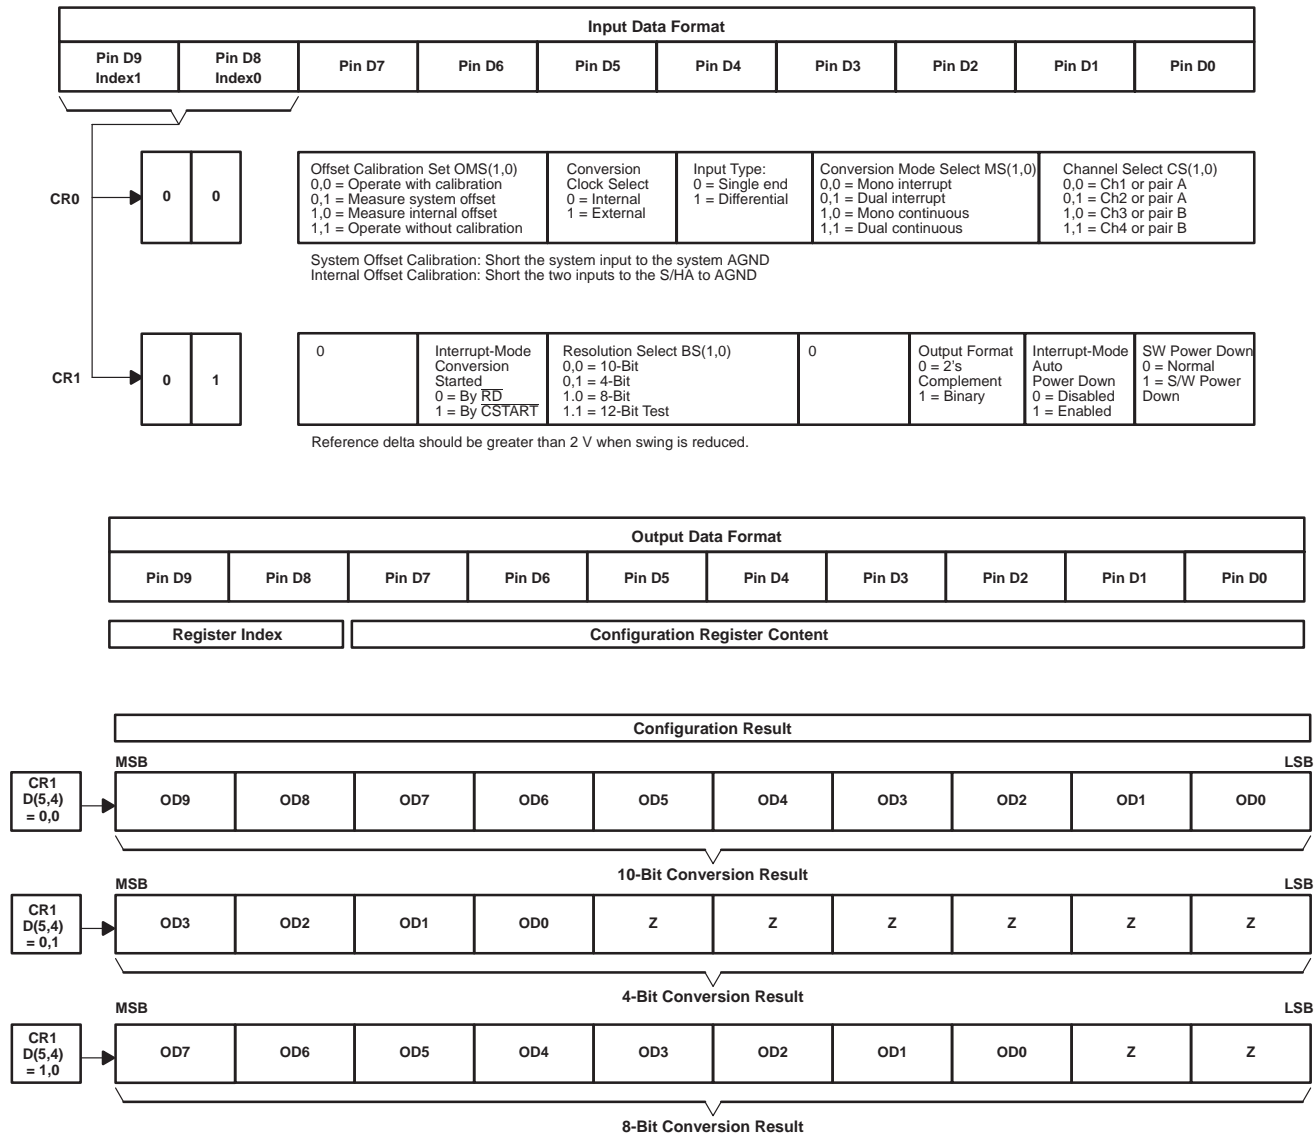 Input Data Format
Pin D9 Index1
Pin D8 Index0
Pin D7
Pin D6
Pin D5
Pin D4
Pin D3
Pin D2
Pin D1
Pin D0
CR0
0
0
Offset Calibration Set OMS(1,0)
0,0 = Operate with calibration
0,1 = Measure system offset
1,0 = Measure internal offset
1,1 = Operate without calibration
Conversion
Clock Select
0 = Internal
1 = External
Input Type:
0 = Single end
1 = Differential
Conversion Mode Select MS(1,0)
0,0 = Mono interrupt
0,1 = Dual interrupt
1,0 = Mono continuous
1,1 = Dual continuous
Channel Select CS(1,0)
0,0 = Ch1 or pair A
0,1 = Ch2 or pair A
1,0 = Ch3 or pair B
1,1 = Ch4 or pair B
System Offset Calibration: Short the system input to the system AGND
Internal Offset Calibration: Short the two inputs to the S/HA to AGND
CR1
0
1
0
Interrupt-Mode
Conversion
Started
0 = By RD
1 = By CSTART
Resolution Select BS(1,0)
0,0 = 10-Bit
0,1 = 4-Bit
1.0 = 8-Bit
1.1 = 12-Bit Test
0
Output Format
0 = 2's
Complement
1 = Binary
Interrupt-Mode
Auto
Power Down
0 = Disabled
1 = Enabled
SW Power Down
0 = Normal
1 = S/W Power
Down
Reference delta should be greater than 2 V when swing is reduced.
Output Data Format
Pin D9
Pin D8
Pin D7
Pin D6
Pin D5
Pin D4
Pin D3
Pin D2
Pin D1
Pin D0
Register Index
Configuration Register Content
Configuration Result
MSB
LSB
CR1
D(5,4)
= 0,0
OD9
OD8
OD7
OD6
OD5
OD4
OD3
OD2
OD1
OD0
10-Bit Conversion Result
MSB
LSB
CR1
D(5,4)
= 0,1
OD3
OD2
OD1
OD0
Z
Z
Z
Z
Z
Z
4-Bit Conversion Result
MSB
LSB
CR1
D(5,4)
= 1,0
OD7
OD6
OD5
OD4
OD3
OD2
OD1
OD0
Z
Z
8-Bit Conversion Result